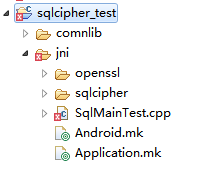 sqlcipher_test
comnlib
jni
openssl
sqlcipher
SqlMainTest.cpp
Android.mk
Application.mk